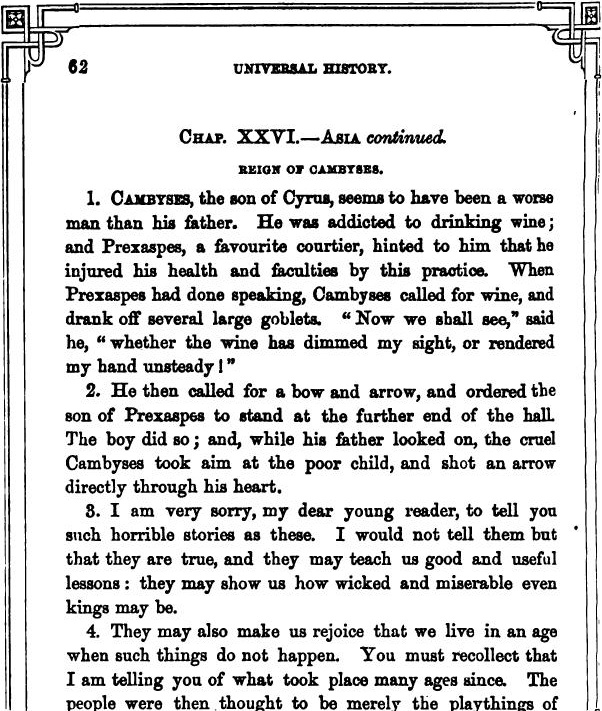 62 UNIVERSAL HISTORY.
CHAP. XXVI.—ASIA continued.
REIGN OF CAMBYSES.
1. CAMBYSES, the son of Cyrus, seems to have been a worse
man than his father. He was addicted to drinking wine;
and Prexaspes, a favourite courtier, hinted to him that he
injured his health and faculties by this practice. When
Prexaspes had done speaking, Cambyses called for wine, and
drank off several large goblets. “Now we shall see,” said
he, “whether the wine has dimmed my sight, or rendered
my hand unsteady!”
2. He then called for a bow and arrow, and ordered the
son of Prexaspes to stand at the further end of the hall.
The boy did so; and, while his father looked on, the cruel
Cambyses took aim at the poor child, and shot an arrow
directly through his heart.
3. I am very sorry, my dear young reader, to tell you
such horrible stories as these. I would not tell them but
that they are true, and they may teach us good and useful
lessons: they may show us how wicked and miserable even
kings may be.
4. They may also make us rejoice that we live in an age
when such things do not happen. You must recollect that
I am telling you of what took place many ages since. The
people were then thought to be merely the playthings of